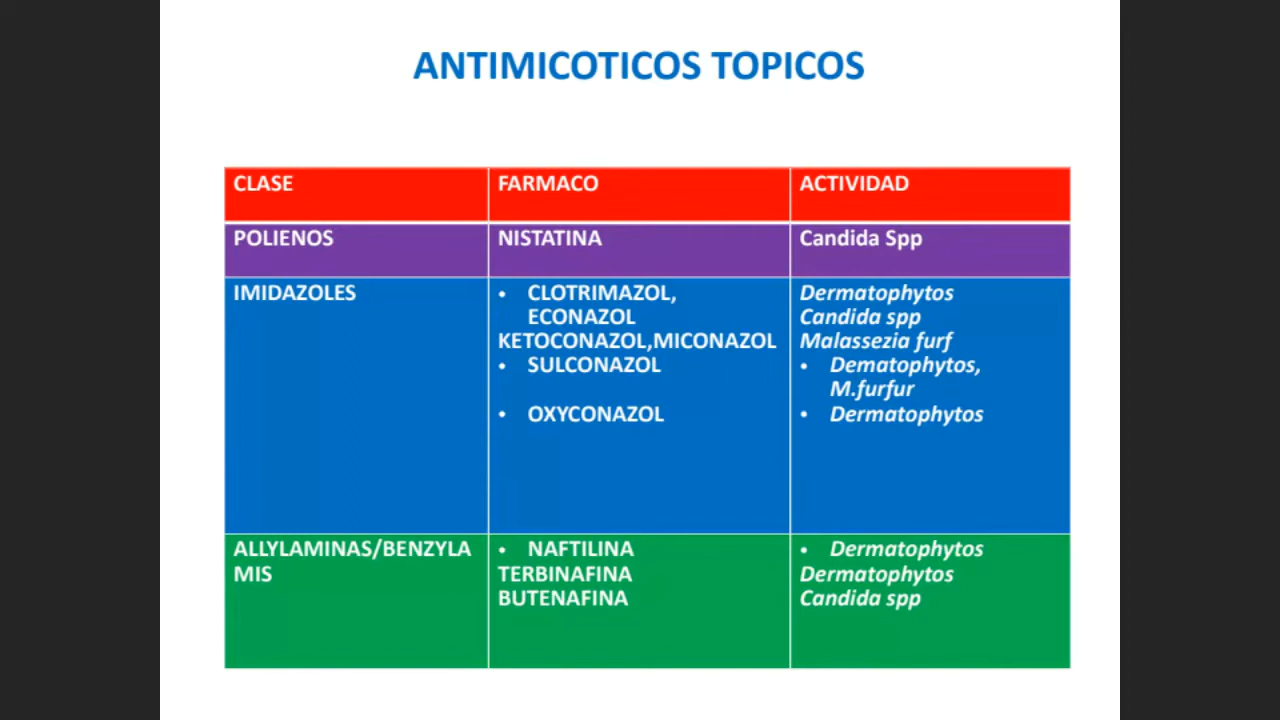 ANTIMICOTICOS TOPICOS
CLASE FARMACO ACTIVIDAD
POLIENOS NISTATINA Candida Spp
IMIDAZOLES • CLOTRIMAZOL, Dermatophytos
ECONAZOL Candida spp
KETOCONAZOL,MICONAZOL Malassezia furf
• SULCONAZOL • Dematophytos,
M.furfur
• OXYCONAZOL • Dermatophytos
ALLYLAMINAS/BENZYLA • NAFTILINA • Dermatophytos
MIS TERBINAFINA Dermatophytos
BUTENAFINA Candida spp